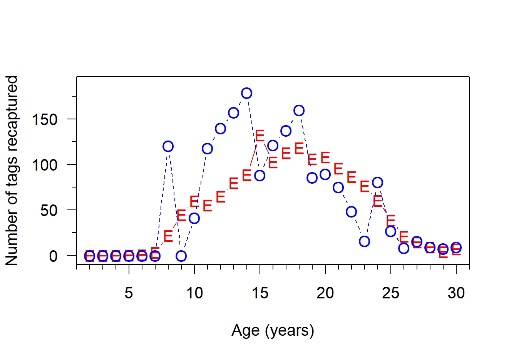 Number of tags recaptured
150
100
50
0
E E E E E E E E E E E E E E E E E E E E E E E E E E E E E
O O O O O O O O O O O O O O O O O O O O O O O O O O O O O
5 10 15 20 25 30
Age (years)